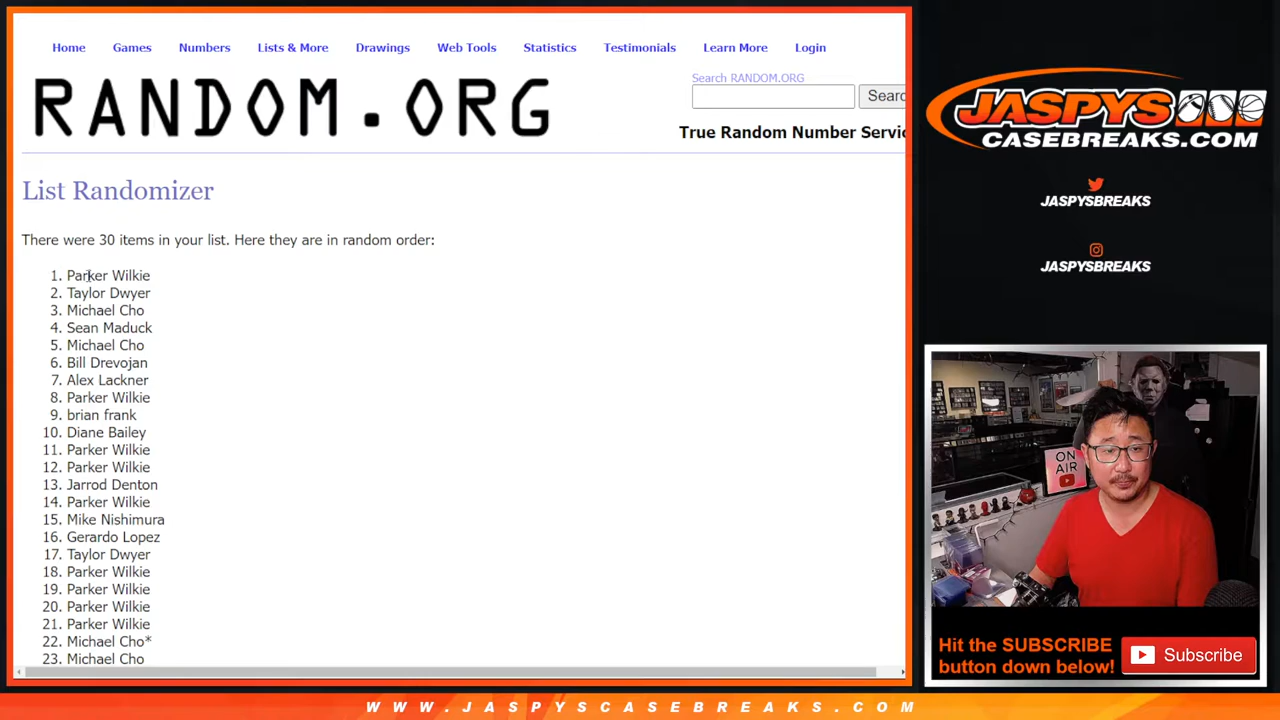 Home Games Numbers Lists & More Drawings Web Tools Statistics Testimonials Learn More Login
RANDOM.ORG
Search RANDOM.ORG
Searc
True Random Number Servic
List Randomizer
There were 30 items in your list. Here they are in random order:
1. Parker Wilkie
2. Taylor Dwyer
3. Michael Cho
4. Sean Maduck
5. Michael Cho
6. Bill Drevojan
7. Alex Lackner
8. Parker Wilkie
9. brian frank
10. Diane Bailey
11. Parker Wilkie
12. Parker Wilkie
13. Jarrod Denton
14. Parker Wilkie
15. Mike Nishimura
16. Gerardo Lopez
17. Taylor Dwyer
18. Parker Wilkie
19. Parker Wilkie
20. Parker Wilkie
21. Parker Wilkie
22. Michael Cho*
23. Michael Cho
JASPYS
CASEBREAKS.COM
JASPYSBREAKS
JASPYSBREAKS
ON
AIR
Hit the SUBSCRIBE
button down below!
Subscribe
WWW.JASPYSCASEBREAKS.COM